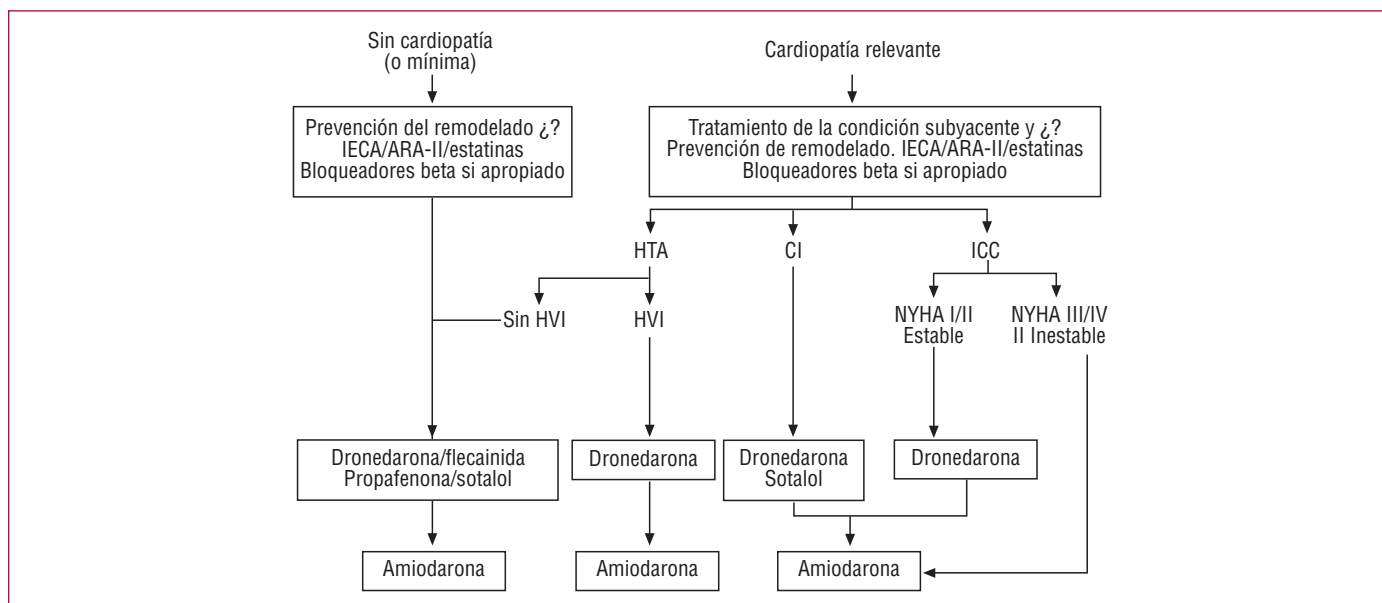 Sin cardiopatía
(o mínima)
Cardiopatía relevante
Prevención del remodelado ¿?
IECA/ARA-II/estatinas
Bloqueadores beta si apropiado
Tratamiento de la condición subyacente y ¿?
Prevención de remodelado. IECA/ARA-II/estatinas
Bloqueadores beta si apropiado
HTA
CI
ICC
Sin HVI
HVI
NYHA I/II
Estable
NYHA III/IV
II Inestable
Dronedarona/flecainida
Propafenona/sotalol
Dronedarona
Dronedarona
Sotalol
Dronedarona
Amiodarona
Amiodarona
Amiodarona